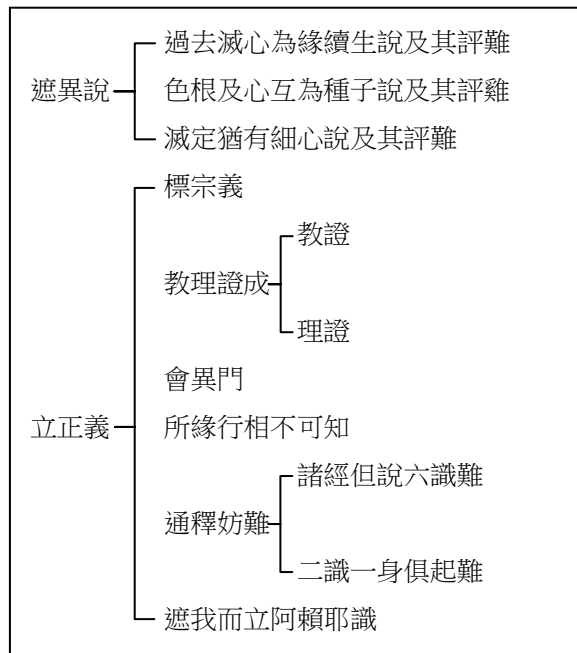 遮異說
過去滅心為緣續生說及其評難
色根及心互為種子說及其評雞
滅定猶有細心說及其評難
立正義
標宗義
教理證成
教證
理證
會異門
所緣行相不可知
通釋妨難
諸經但說六識難
二識一身俱起難
遮我而立阿賴耶識